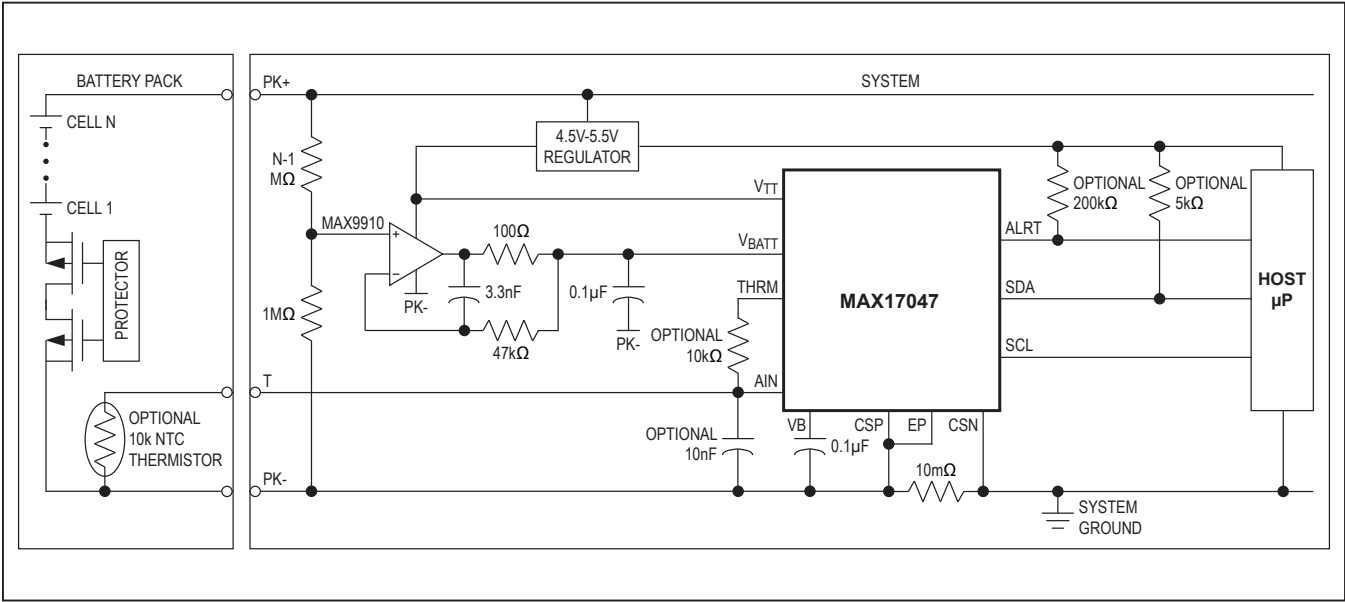 BATTERY PACK
PK+
SYSTEM
CELL N
N-1
MΩ
4.5V-5.5V
REGULATOR
CELL 1
MAX9910
+
−
100Ω
VTT
VBATT
OPTIONAL
200kΩ
OPTIONAL
5kΩ
ALRT
PROTECTOR
1MΩ
PK-
3.3nF
0.1µF
PK-
47kΩ
THRM
OPTIONAL
10kΩ
MAX17047
SDA
HOST
µP
SCL
T
AIN
OPTIONAL
10k NTC
THERMISTOR
OPTIONAL
10nF
VB
0.1µF
CSP
EP
CSN
10mΩ
PK-
SYSTEM
GROUND